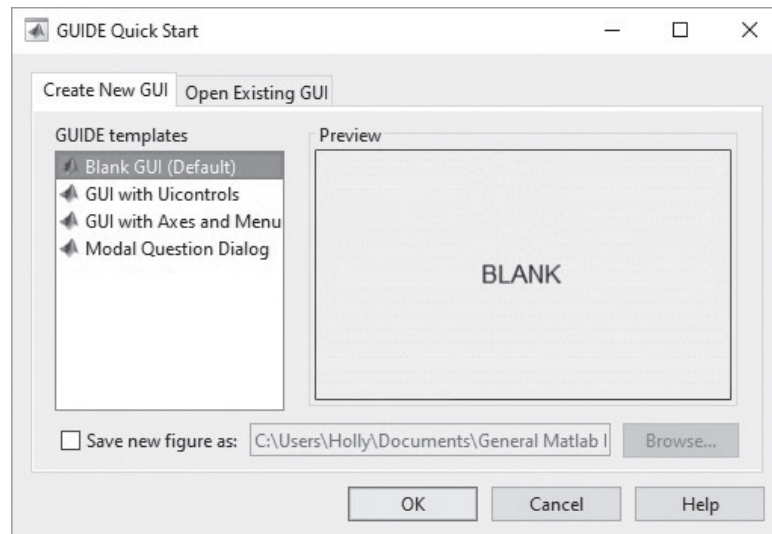 GUIDE Quick Start
Create New GUI
Open Existing GUI
GUIDE templates
Blank GUI (Default)
GUI with Uicontrols
GUI with Axes and Menu
Modal Question Dialog
Preview
BLANK
Save new figure as:
C:\Users\Holly\Documents\General Matlab
Browse...
OK
Cancel
Help